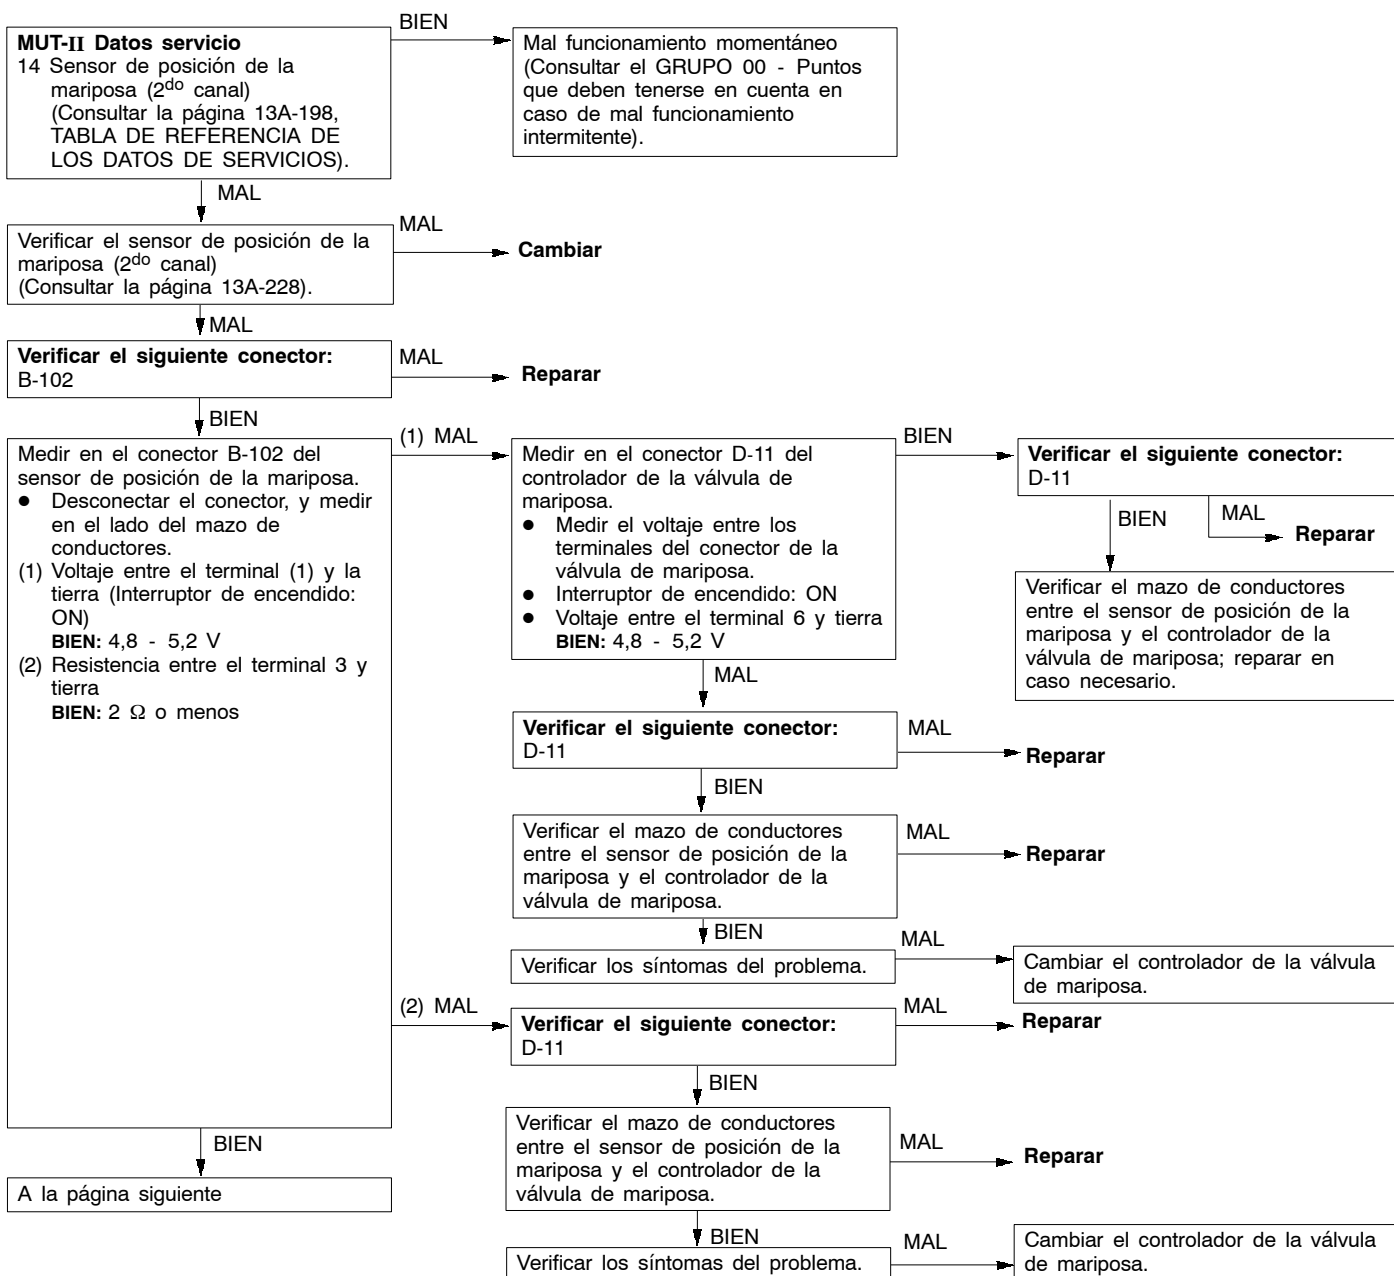 BIEN
MUT-II Datos servicio
14 Sensor de posición de la
mariposa (2do canal)
(Consultar la página 13A-198,
TABLA DE REFERENCIA DE
LOS DATOS DE SERVICIOS).
Mal funcionamiento momentáneo
(Consultar el GRUPO 00 - Puntos
que deben tenerse en cuenta en
caso de mal funcionamiento
intermitente).
MAL
Verificar el sensor de posición de la
mariposa (2do canal)
(Consultar la página 13A-228).
MAL
Cambiar
MAL
Verificar el siguiente conector:
B-102
MAL
Reparar
BIEN
Medir en el conector B-102 del
sensor de posición de la mariposa.
● Desconectar el conector, y medir
en el lado del mazo de
conductores.
(1) Voltaje entre el terminal (1) y la
tierra (Interruptor de encendido:
ON)
BIEN: 4,8 - 5,2 V
(2) Resistencia entre el terminal 3 y
tierra
BIEN: 2 Ω o menos
(1) MAL
Medir en el conector D-11 del
controlador de la válvula de
mariposa.
● Medir el voltaje entre los
terminales del conector de la
válvula de mariposa.
● Interruptor de encendido: ON
● Voltaje entre el terminal 6 y tierra
BIEN: 4,8 - 5,2 V
BIEN
Verificar el siguiente conector:
D-11
BIEN
MAL
Reparar
Verificar el mazo de conductores
entre el sensor de posición de la
mariposa y el controlador de la
válvula de mariposa; reparar en
caso necesario.
MAL
Verificar el siguiente conector:
D-11
MAL
Reparar
BIEN
Verificar el mazo de conductores
entre el sensor de posición de la
mariposa y el controlador de la
válvula de mariposa.
MAL
Reparar
BIEN
Verificar los síntomas del problema.
MAL
Cambiar el controlador de la válvula
de mariposa.
(2) MAL
Verificar el siguiente conector:
D-11
MAL
Reparar
BIEN
Verificar el mazo de conductores
entre el sensor de posición de la
mariposa y el controlador de la
válvula de mariposa.
MAL
Reparar
BIEN
Verificar los síntomas del problema.
MAL
Cambiar el controlador de la válvula
de mariposa.
BIEN
A la página siguiente